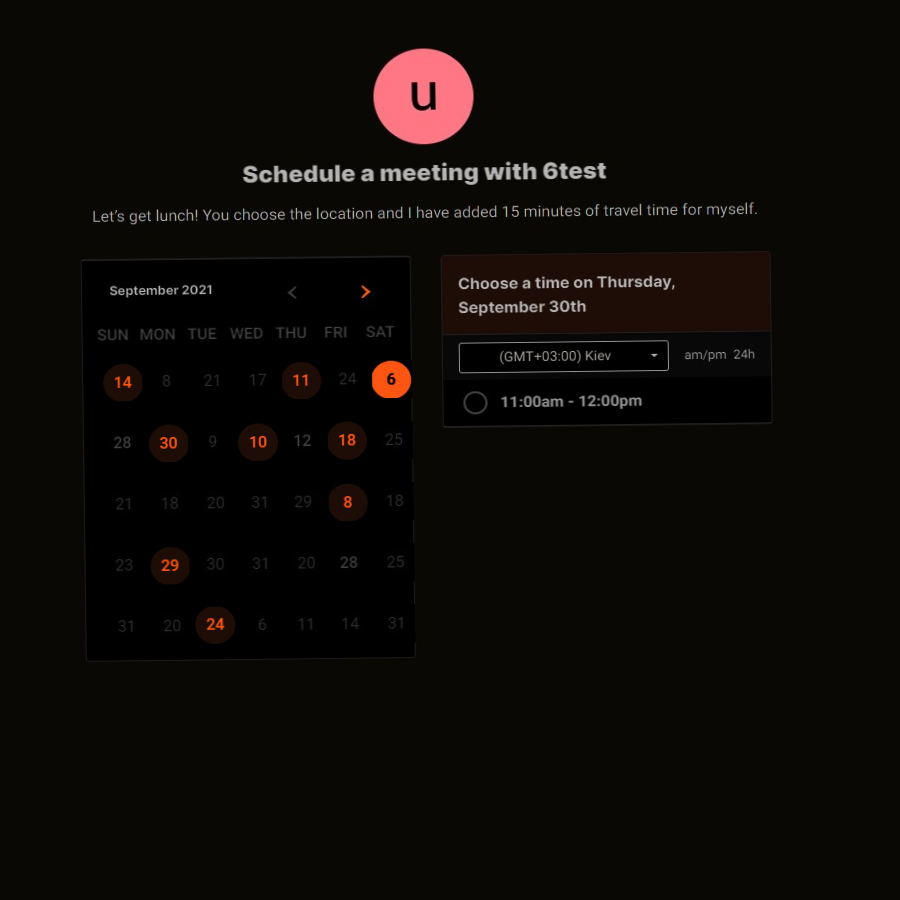 u
Schedule a meeting with 6test
Let's get lunch! You choose the location and I have added 15 minutes of travel time for myself.
September 2021
SUN MON TUE WED THU FRI SAT
14 8 21 17 11 24 6
28 30 9 10 12 18 25
21 18 20 31 29 8 18
23 29 30 31 20 28 25
31 20 24 6 11 14 31
Choose a time on Thursday,
September 30th
(GMT+03:00) Kiev am/pm 24h
11:00am - 12:00pm